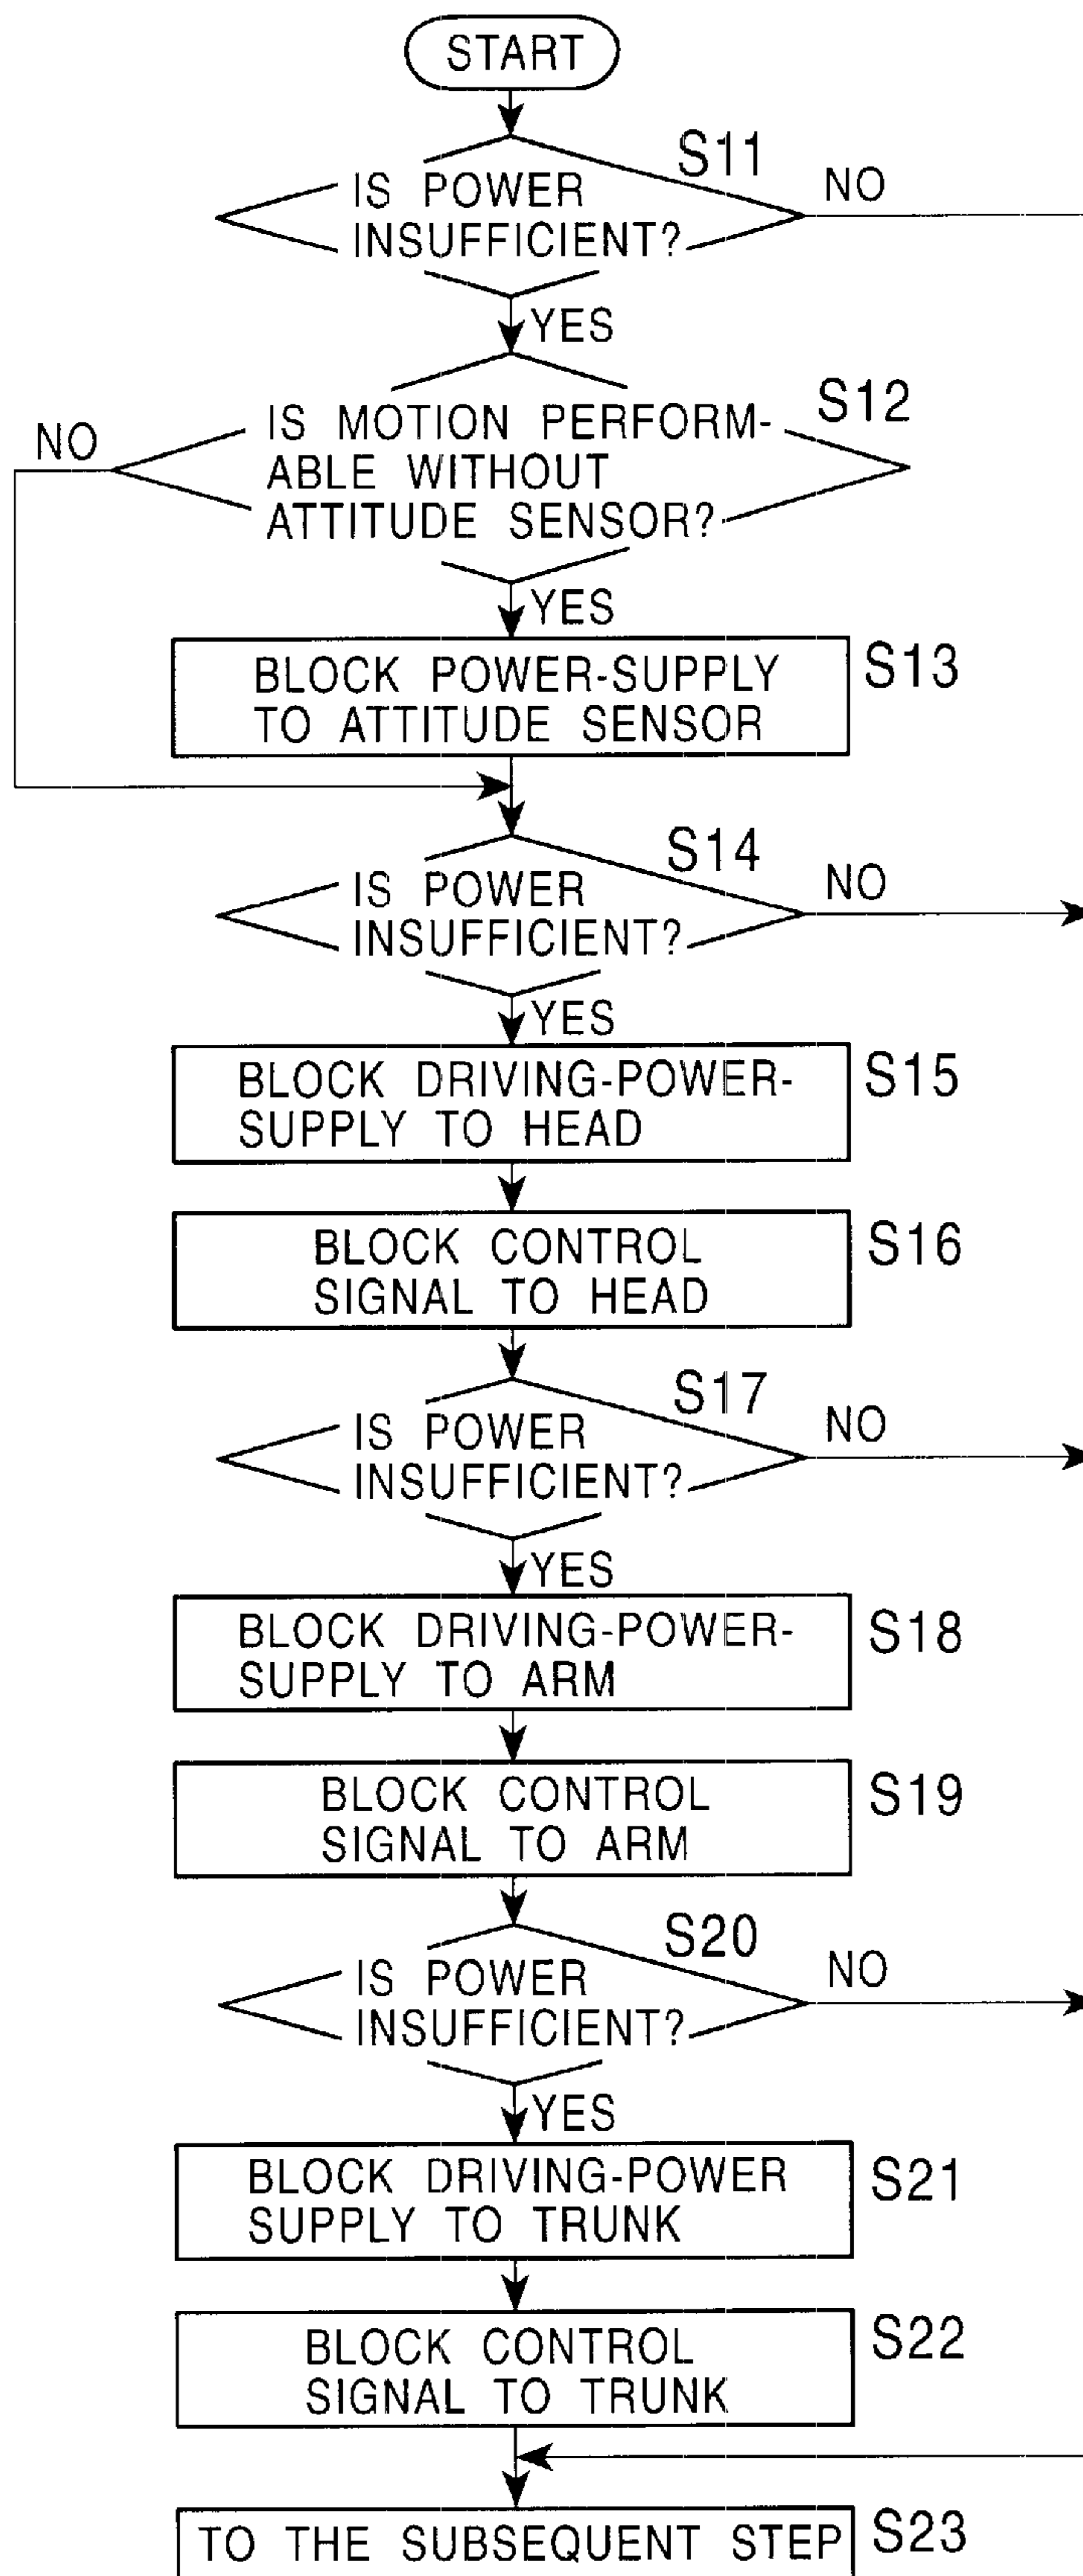 START
S11
NO
IS POWER
INSUFFICIENT?
YES
S12
NO
IS MOTION PERFORM-
ABLE WITHOUT
ATTITUDE SENSOR?
YES
BLOCK POWER-SUPPLY
TO ATTITUDE SENSOR
S13
S14
NO
IS POWER
INSUFFICIENT?
YES
BLOCK DRIVING-POWER-
SUPPLY TO HEAD
S15
BLOCK CONTROL
SIGNAL TO HEAD
S16
S17
NO
IS POWER
INSUFFICIENT?
YES
BLOCK DRIVING-POWER-
SUPPLY TO ARM
S18
BLOCK CONTROL
SIGNAL TO ARM
S19
S20
NO
IS POWER
INSUFFICIENT?
YES
BLOCK DRIVING-POWER
SUPPLY TO TRUNK
S21
BLOCK CONTROL
SIGNAL TO TRUNK
S22
TO THE SUBSEQUENT STEP
S23